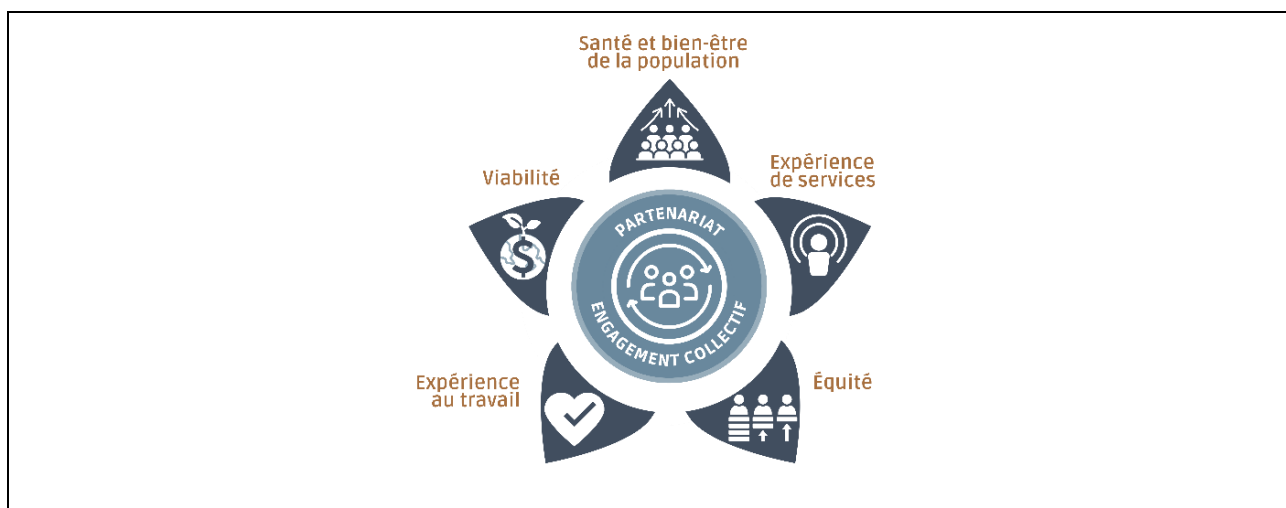 Santé et bien-être
de la population
Viabilité
Expérience
de services
PARTENARIAT
$
ENGAGEMENT COLLECTIF
Expérience
au travail
Équité